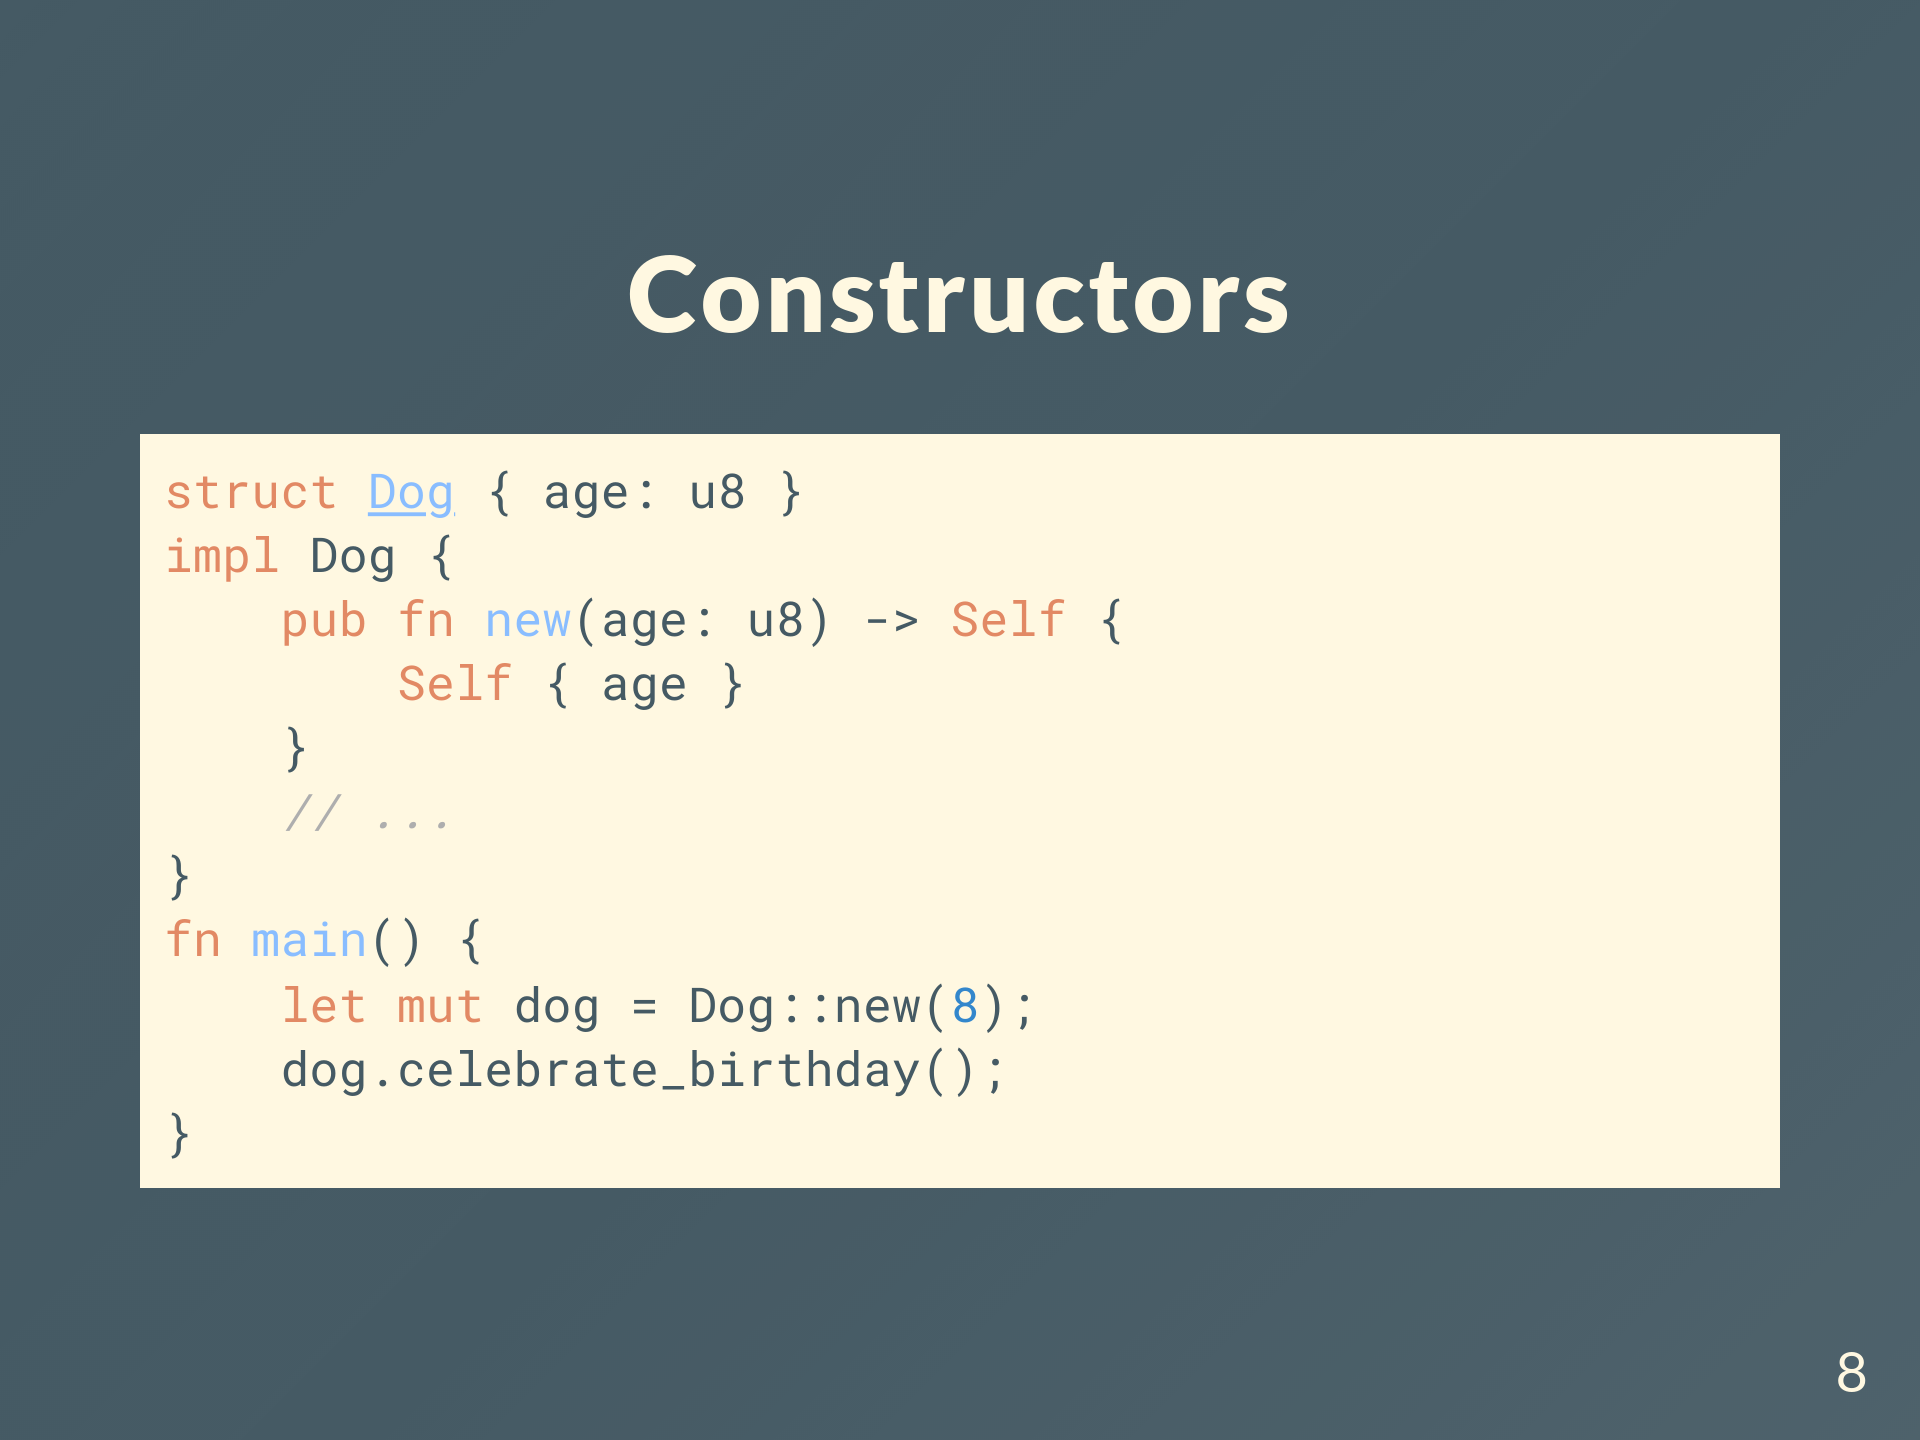 Constructors
struct Dog { age: u8 }
impl Dog {
    pub fn new(age: u8) -> Self {
        Self { age }
    }
    // ...
}
fn main() {
    let mut dog = Dog::new(8);
    dog.celebrate_birthday();
}
8